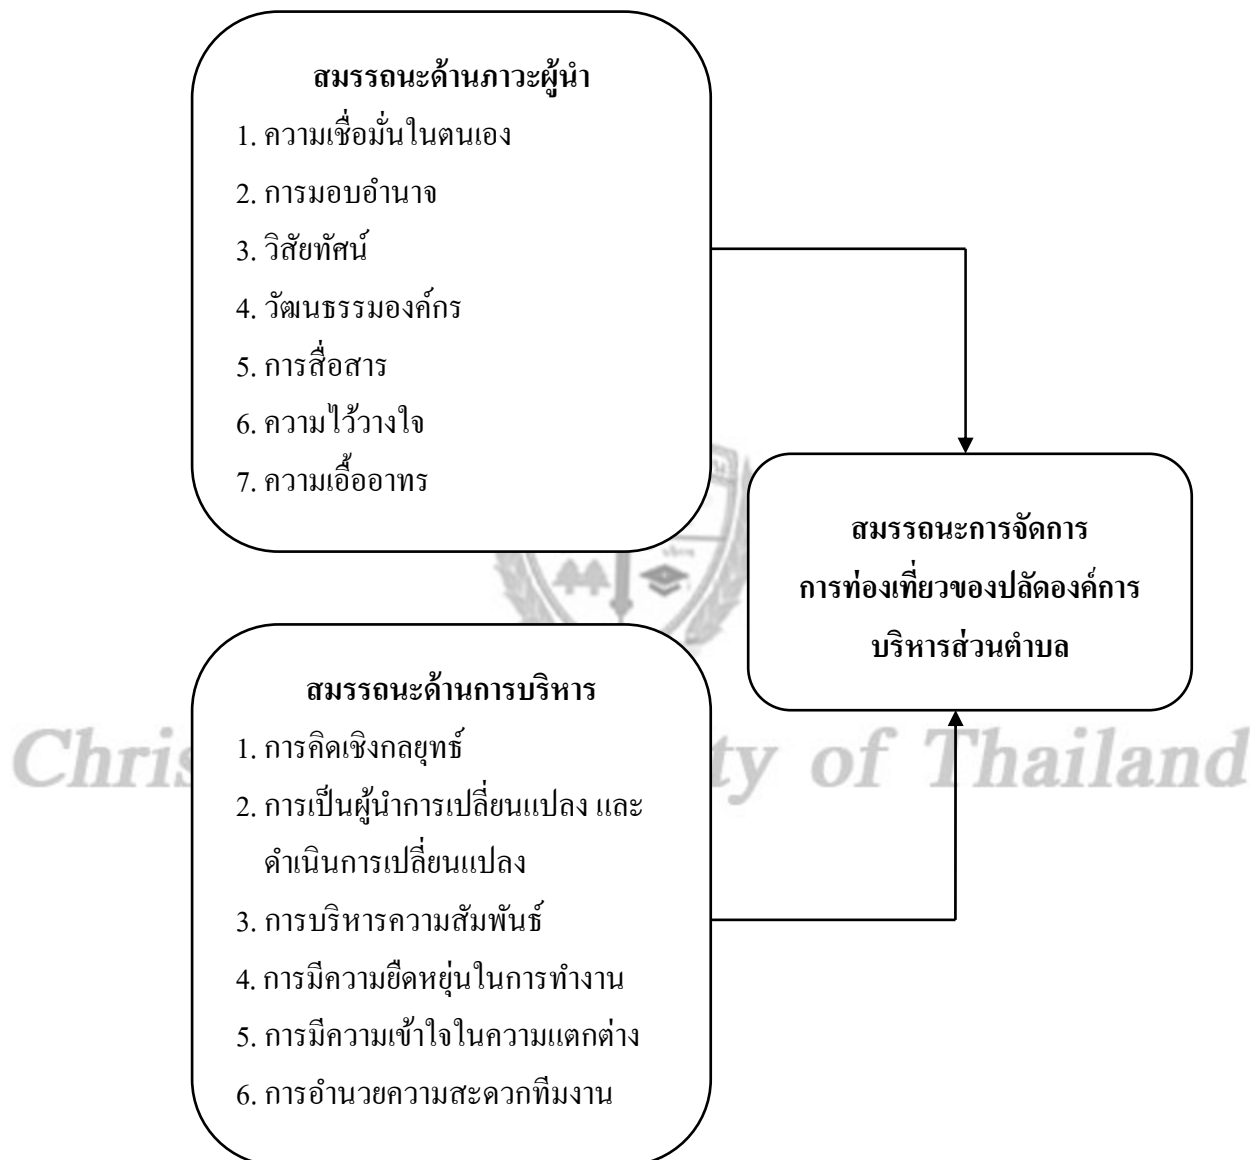 สมรรถนะด้านภาวะผู้นำ
1. ความเชื่อมั่นในตนเอง
2. การมอบอำนาจ
3. วิสัยทัศน์
4. วัฒนธรรมองค์กร
5. การสื่อสาร
6. ความไว้วางใจ
7. ความเอื้ออาทร
สมรรถนะการจัดการ
การท่องเที่ยวของปลัดองค์การ
บริหารส่วนตำบล
สมรรถนะด้านการบริหาร
1. การคิดเชิงกลยุทธ์
2. การเป็นผู้นำการเปลี่ยนแปลง และ
ดำเนินการเปลี่ยนแปลง
3. การบริหารความสัมพันธ์
4. การมีความยืดหยุ่นในการทำงาน
5. การมีความเข้าใจในความแตกต่าง
6. การอำนวยความสะดวกทีมงาน
บริการ
Chris ty of Thailand